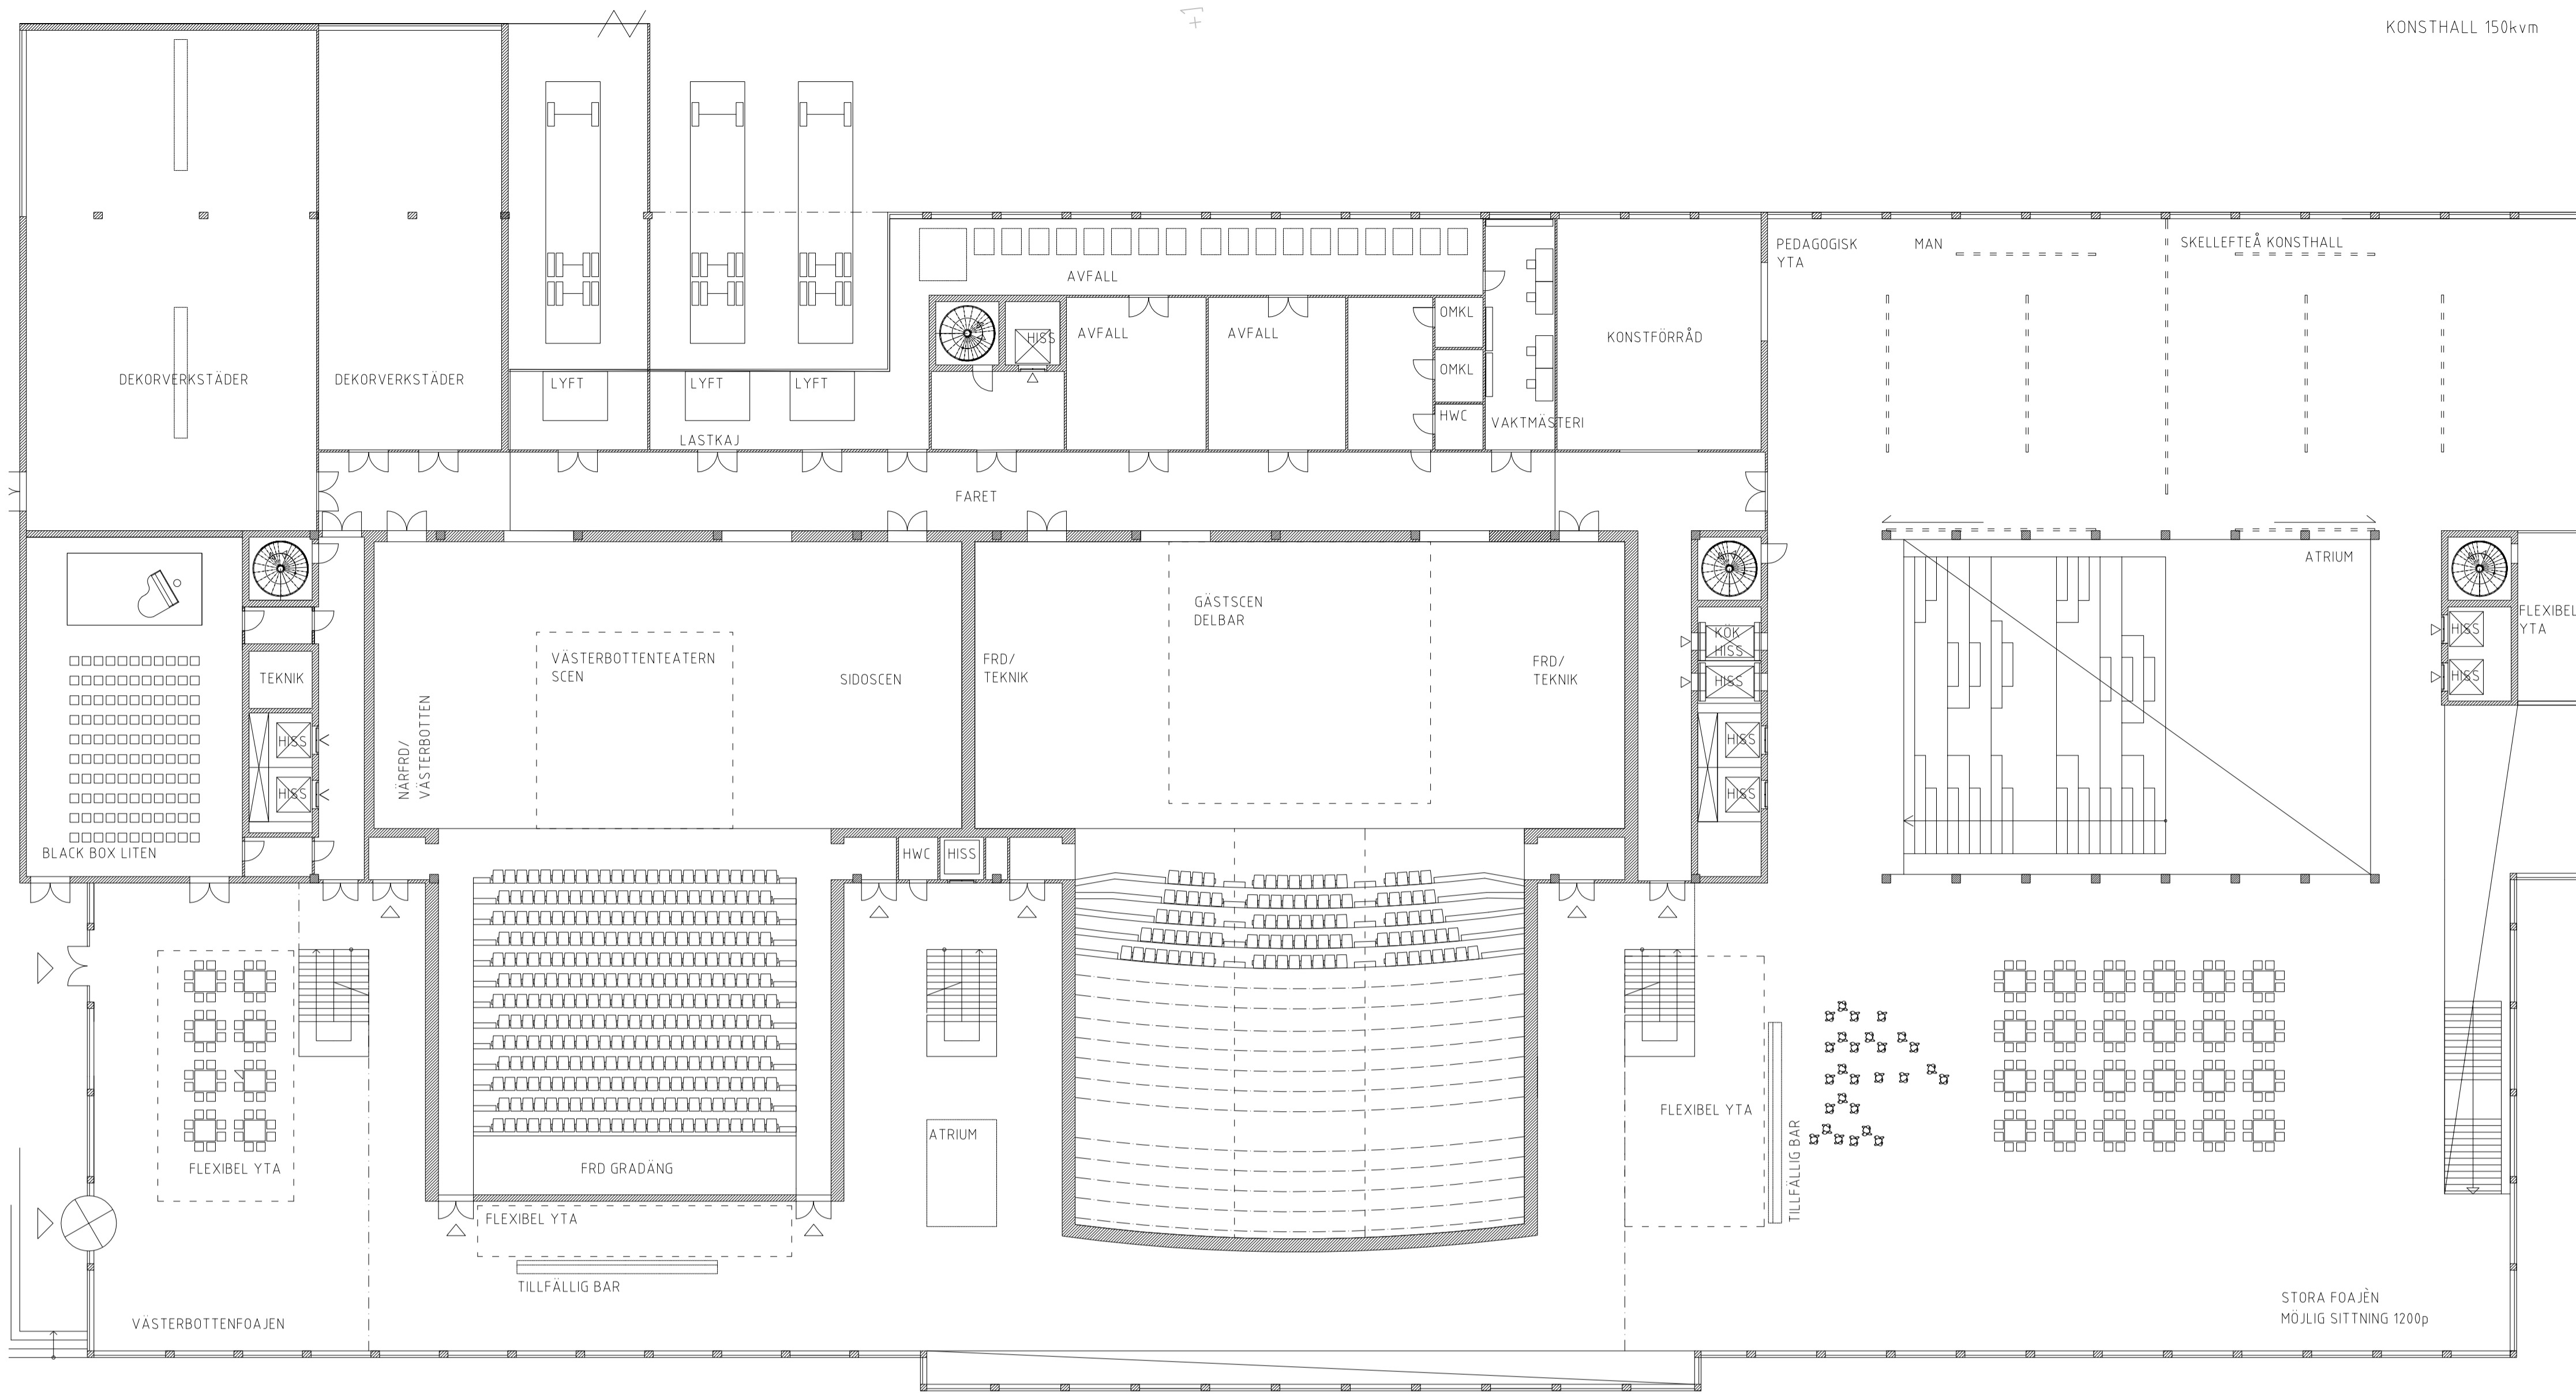 +1
KONSTHALL 150kvm
PEDAGOGISK
YTA
MAN
SKELLEFTEÅ KONSTHALL
AVFALL
OMKL
HISS
AVFALL
AVFALL
KONSTFÖRRÅD
DEKORVERKSTÄDER
DEKORVERKSTÄDER
LYFT
LYFT
LYFT
OMKL
HWC
VAKTMÄSTERI
LASTKAJ
FARET
ATRIUM
GÄSTSCEN
DELBAR
FLEXIBEL
YTA
HISS
KÖK
HISS
VÄSTERBOTTENTEATERN
SCEN
FRD/
TEKNIK
FRD/
TEKNIK
TEKNIK
SIDOSCEN
HISS
HISS
NÄRFRD/
VÄSTERBOTTEN
HISS
HISS
HISS
HISS
BLACK BOX LITEN
HWC
HISS
FLEXIBEL YTA
ATRIUM
TILLFÄLLIG BAR
FLEXIBEL YTA
FRD GRADÄNG
FLEXIBEL YTA
TILLFÄLLIG BAR
STORA FOAJÈN
MÖJLIG SITTNING 1200p
VÄSTERBOTTENFOAJEN